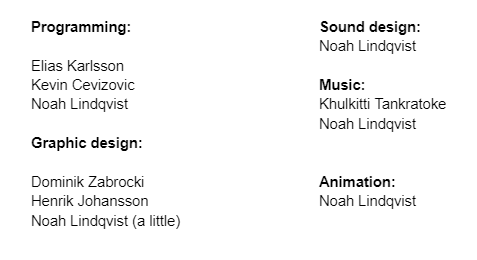 Programming:
Elias Karlsson
Kevin Cevizovic
Noah Lindqvist
Graphic design:
Dominik Zabrocki
Henrik Johansson
Noah Lindqvist (a little)
Sound design:
Noah Lindqvist
Music:
Khulkitti Tankratoke
Noah Lindqvist
Animation:
Noah Lindqvist